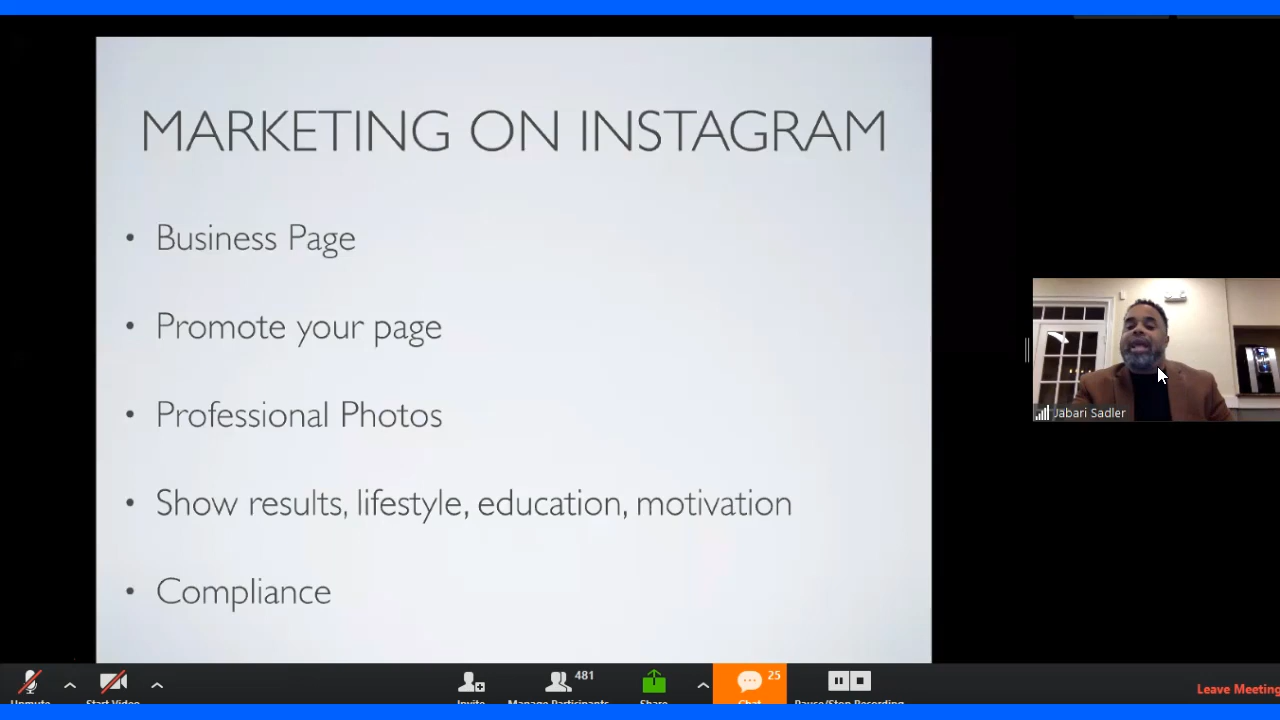 MARKETING ON INSTAGRAM
• Business Page
• Promote your page
• Professional Photos
• Show results, lifestyle, education, motivation
• Compliance
Jabari Sadler
481
25
Unmute
Start Video
Invite
Manage Participants
Share
Chat
Pause/Stop Recording
Leave Meeting